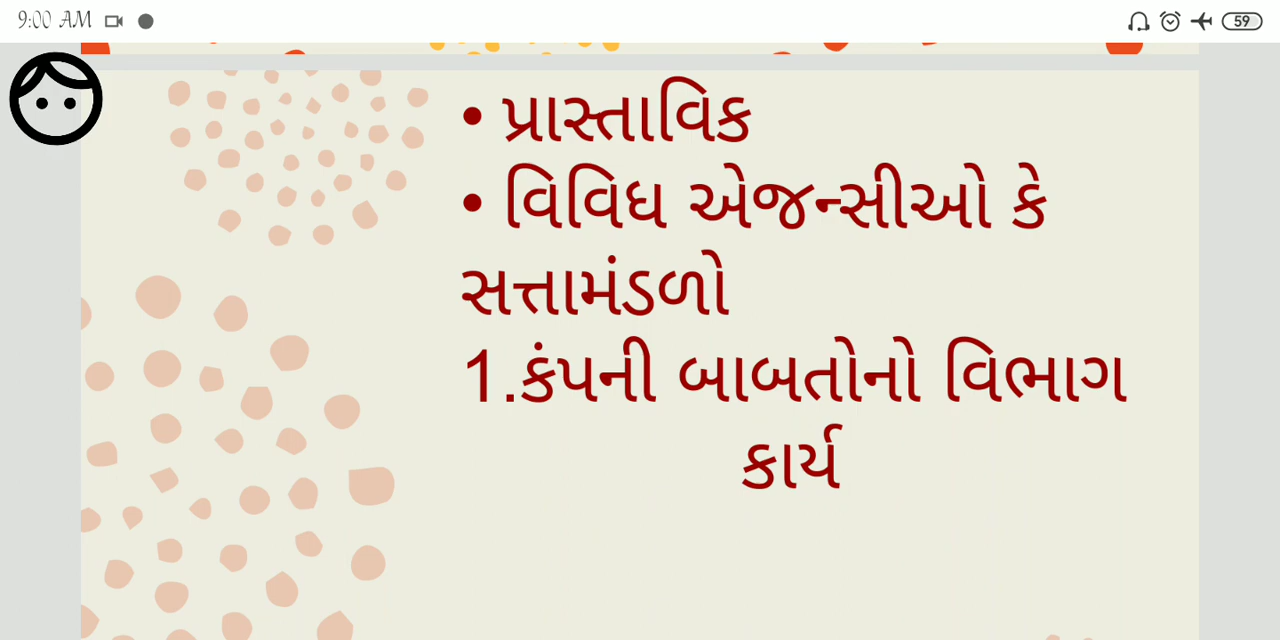 9:00 AM
59
• પ્રાસ્તાવિક
• વિવિધ એજન્સીઓ કે
સત્તામંડળો
1.કંપની બાબતોનો વિભાગ
કાર્ય